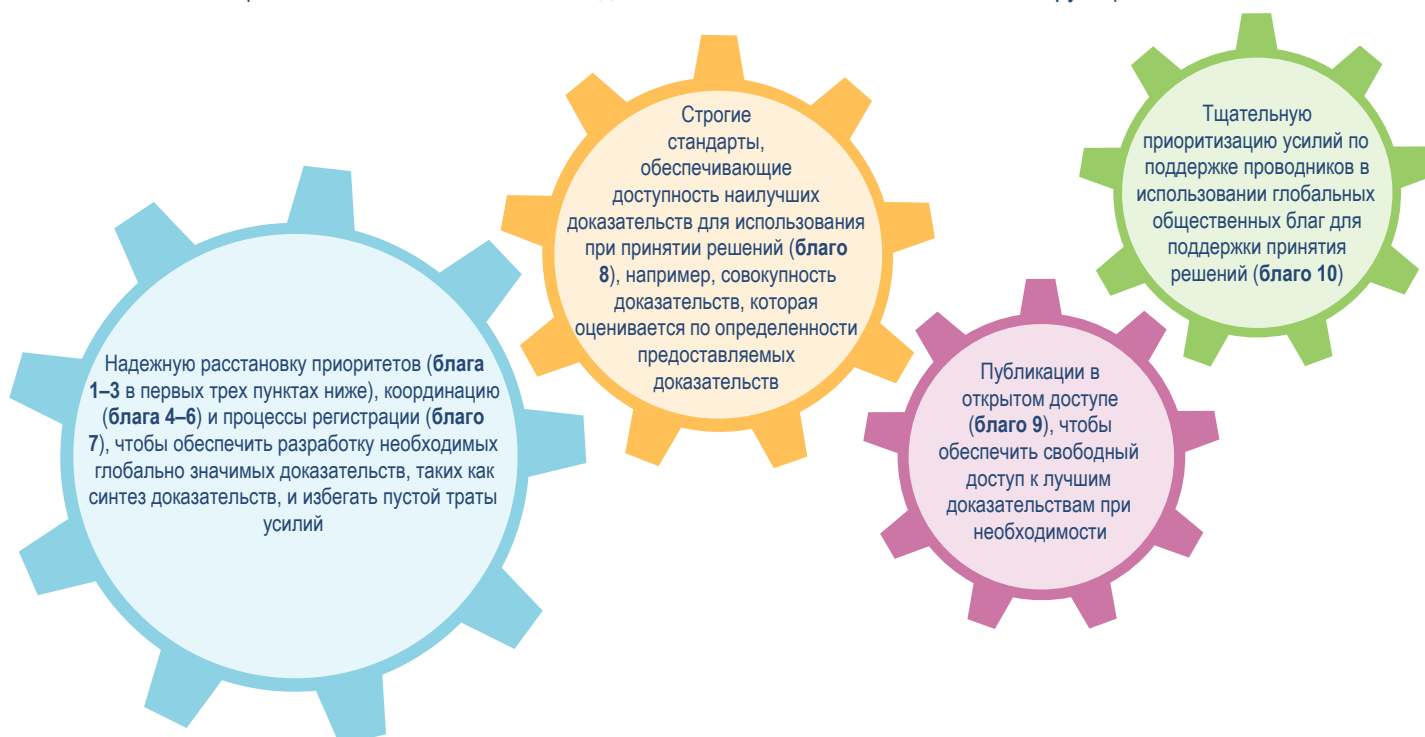 Надежную расстановку приоритетов (блага
1–3 в первых трех пунктах ниже), координацию
(блага 4–6) и процессы регистрации (благо
7), чтобы обеспечить разработку необходимых
глобально значимых доказательств, таких как
синтез доказательств, и избегать пустой траты
усилий
Строгие
стандарты,
обеспечивающие
доступность наилучших
доказательств для использования
при принятии решений (благо
8), например, совокупность
доказательств, которая
оценивается по определенности
предоставляемых
доказательств
Публикации в
открытом доступе
(благо 9), чтобы
обеспечить свободный
доступ к лучшим
доказательствам при
необходимости
Тщательную
приоритизацию усилий по
поддержке проводников в
использовании глобальных
общественных благ для
поддержки принятия
решений (благо 10)